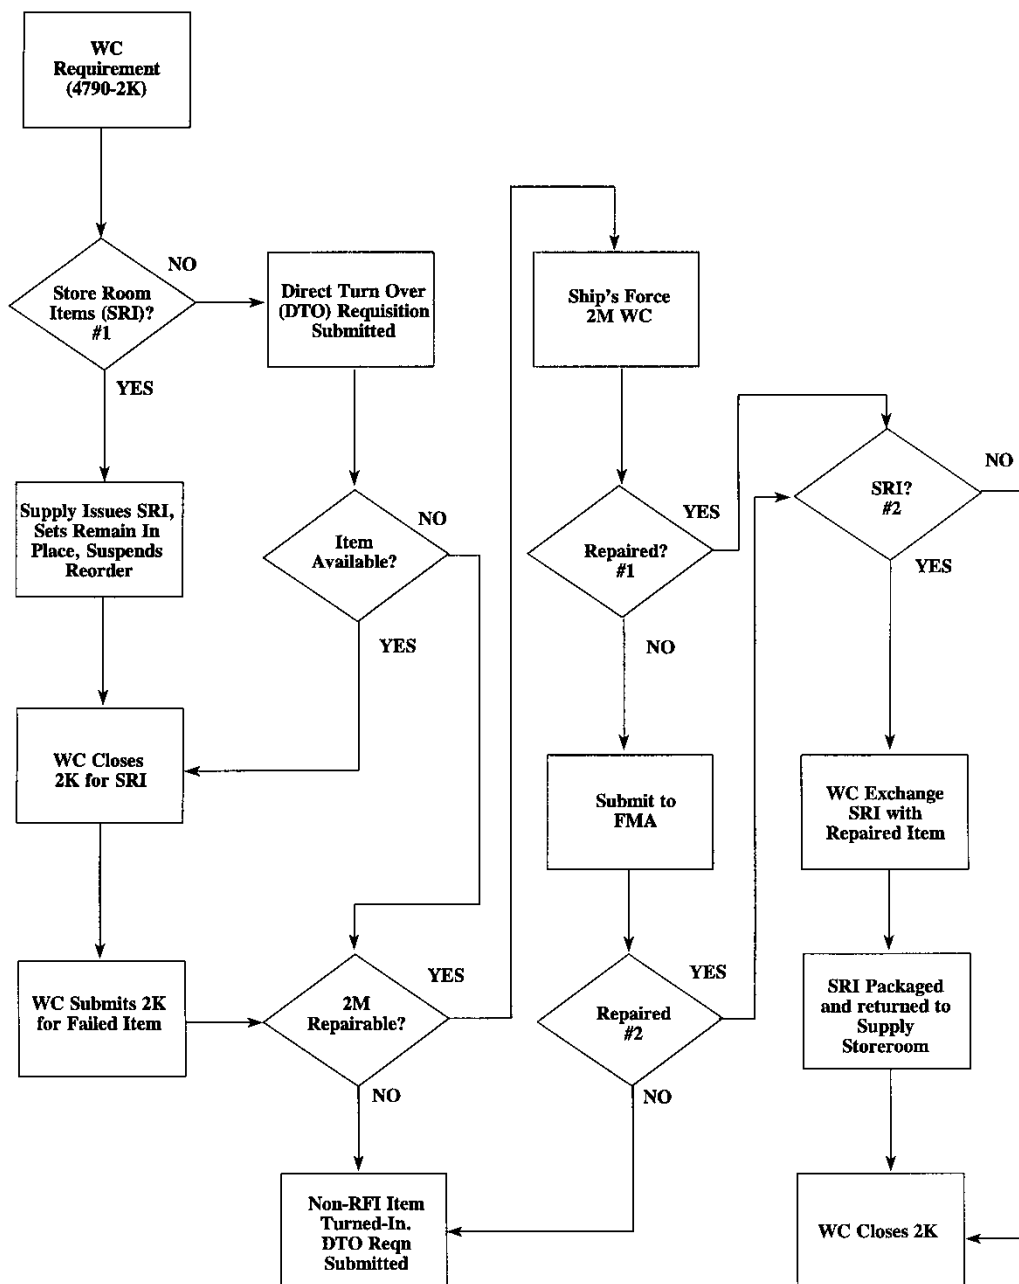 WC
Requirement
(4790-2K)
Store Room
Items (SRI)?
#1
NO
YES
Direct Turn Over
(DTO) Requisition
Submitted
Supply Issues SRI,
Sets Remain In
Place, Suspends
Reorder
Item
Available?
NO
YES
WC Closes
2K for SRI
WC Submits 2K
for Failed Item
2M
Repairable?
YES
NO
Non-RFI Item
Turned-In.
DTO Reqn
Submitted
Ship's Force
2M WC
Repaired?
#1
YES
NO
Submit to
FMA
Repaired
#2
YES
NO
SRI?
#2
NO
YES
WC Exchange
SRI with
Repaired Item
SRI Packaged
and returned to
Supply
Storeroom
WC Closes 2K